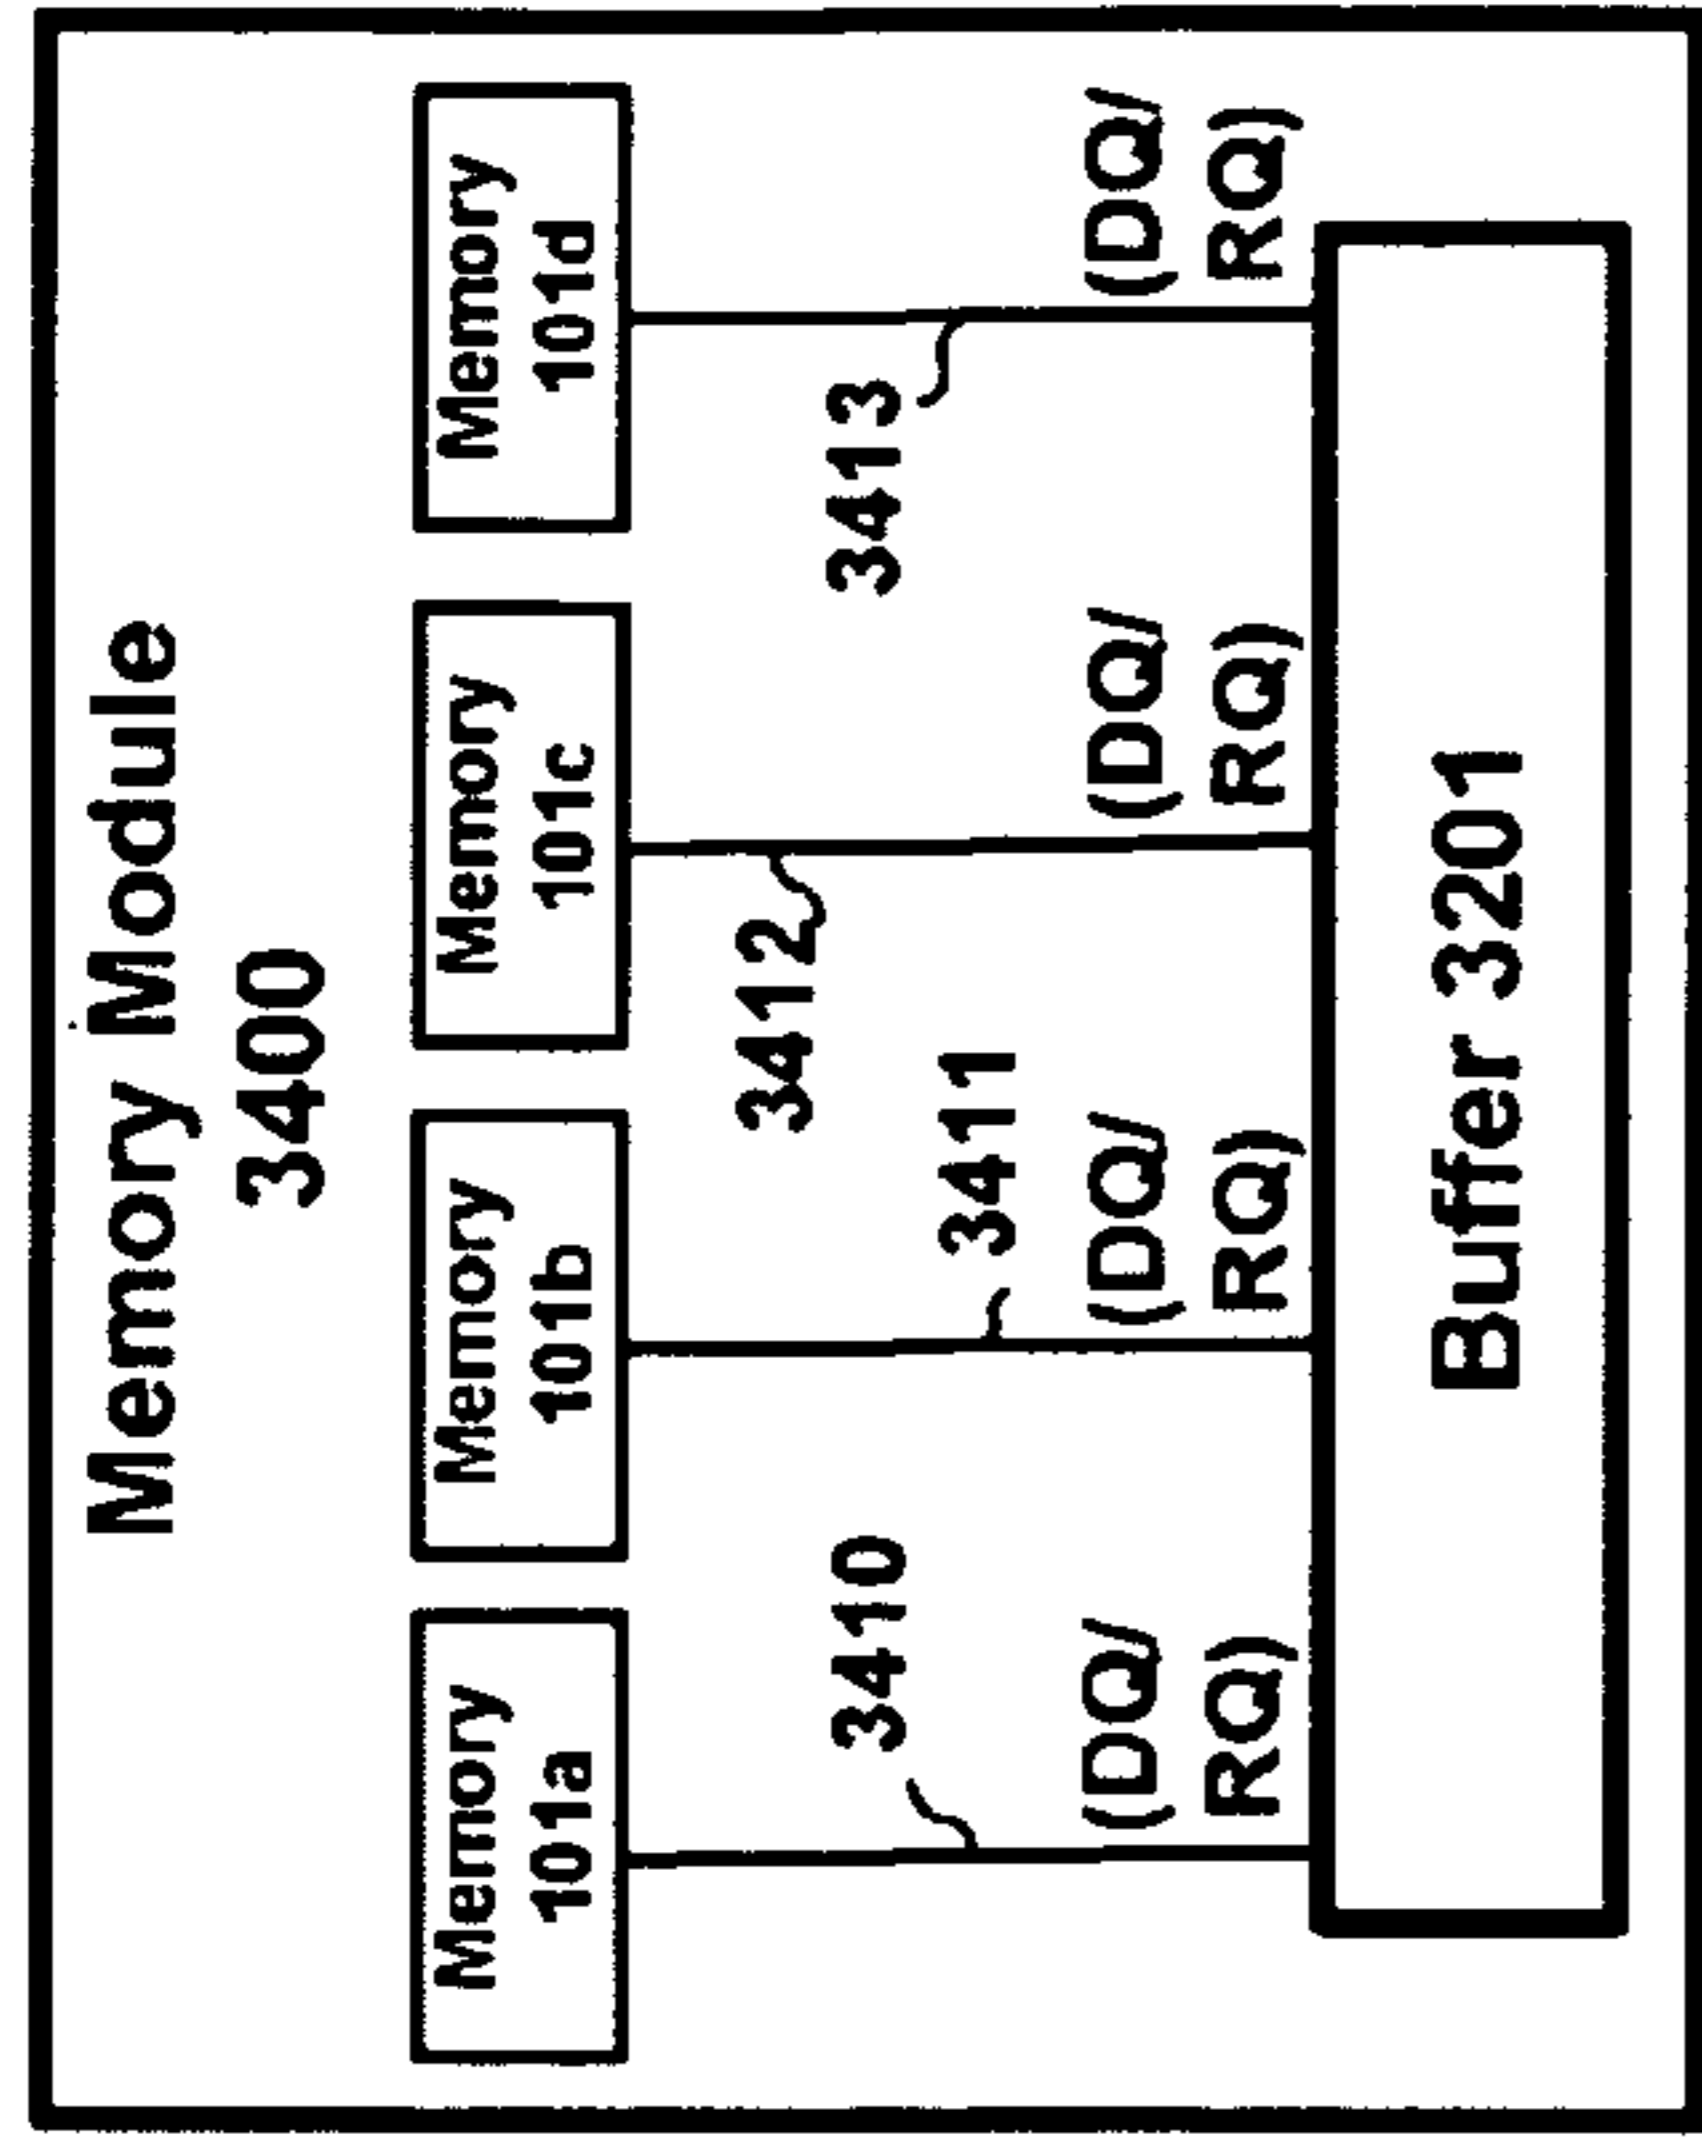 Memory Module
3400
Memory
101a
Memory
101b
Memory
101c
Memory
101d
3410
3411
3412
3413
(DQ/
RQ)
(DQ/
RQ)
(DQ/
RQ)
(DQ/
RQ)
Buffer 3201